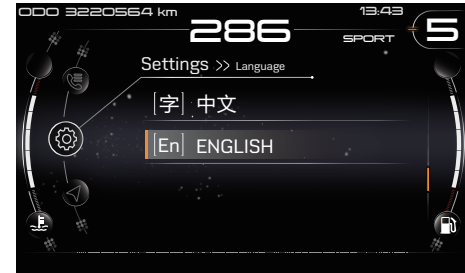 ODO 3220564 km
286
13:43
SPORT
5
Settings >> Language
[字] 中文
[En] ENGLISH